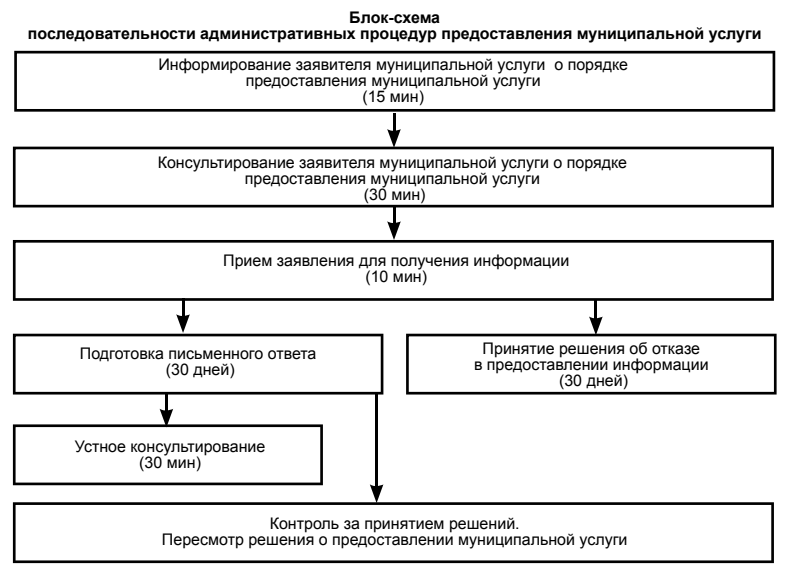 Блок-схема
последовательности административных процедур предоставления муниципальной услуги
Информирование заявителя муниципальной услуги о порядке
предоставления муниципальной услуги
(15 мин)
Консультирование заявителя муниципальной услуги о порядке
предоставления муниципальной услуги
(30 мин)
Прием заявления для получения информации
(10 мин)
Подготовка письменного ответа
(30 дней)
Принятие решения об отказе
в предоставлении информации
(30 дней)
Устное консультирование
(30 мин)
Контроль за принятием решений.
Пересмотр решения о предоставлении муниципальной услуги